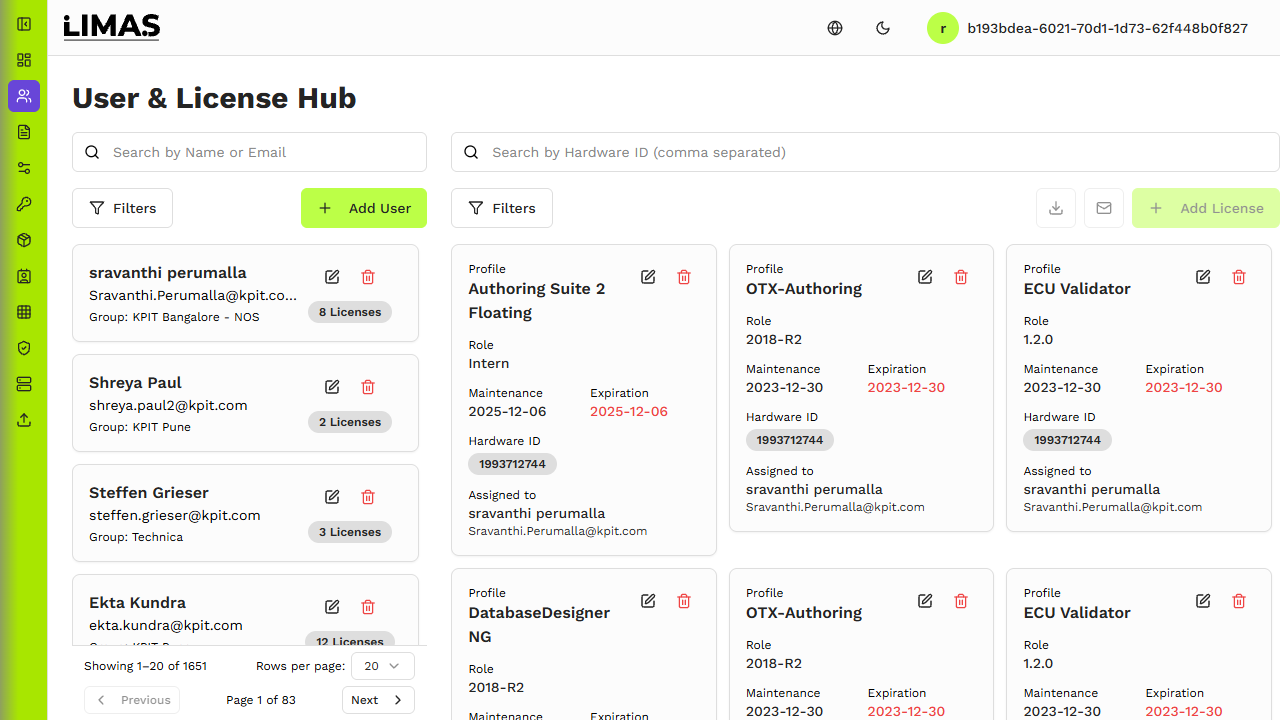 LIMAS
r
b193bdea-6021-70d1-1d73-62f448b0f827
User & License Hub
Search by Name or Email
Search by Hardware ID (comma separated)
Filters
Add User
Filters
Add License
sravanthi perumalla
Sravanthi.Perumalla@kpit.co...
Group: KPIT Bangalore - NOS
8 Licenses
Shreya Paul
shreya.paul2@kpit.com
Group: KPIT Pune
2 Licenses
Steffen Grieser
steffen.grieser@kpit.com
Group: Technica
3 Licenses
Ekta Kundra
ekta.kundra@kpit.com
12 Licenses
Showing 1–20 of 1651
Rows per page:
20
Previous
Page 1 of 83
Next
Profile
Authoring Suite 2
Floating
Role
Intern
Maintenance
Expiration
2025-12-06
2025-12-06
Hardware ID
1993712744
Assigned to
sravanthi perumalla
Sravanthi.Perumalla@kpit.com
Profile
OTX-Authoring
Role
2018-R2
Maintenance
Expiration
2023-12-30
2023-12-30
Hardware ID
1993712744
Assigned to
sravanthi perumalla
Sravanthi.Perumalla@kpit.com
Profile
ECU Validator
Role
1.2.0
Maintenance
Expiration
2023-12-30
2023-12-30
Hardware ID
1993712744
Assigned to
sravanthi perumalla
Sravanthi.Perumalla@kpit.com
Profile
DatabaseDesigner
NG
Role
2018-R2
Maintenance
Expiration
Profile
OTX-Authoring
Role
2018-R2
Maintenance
Expiration
2023-12-30
2023-12-30
Profile
ECU Validator
Role
1.2.0
Maintenance
Expiration
2023-12-30
2023-12-30